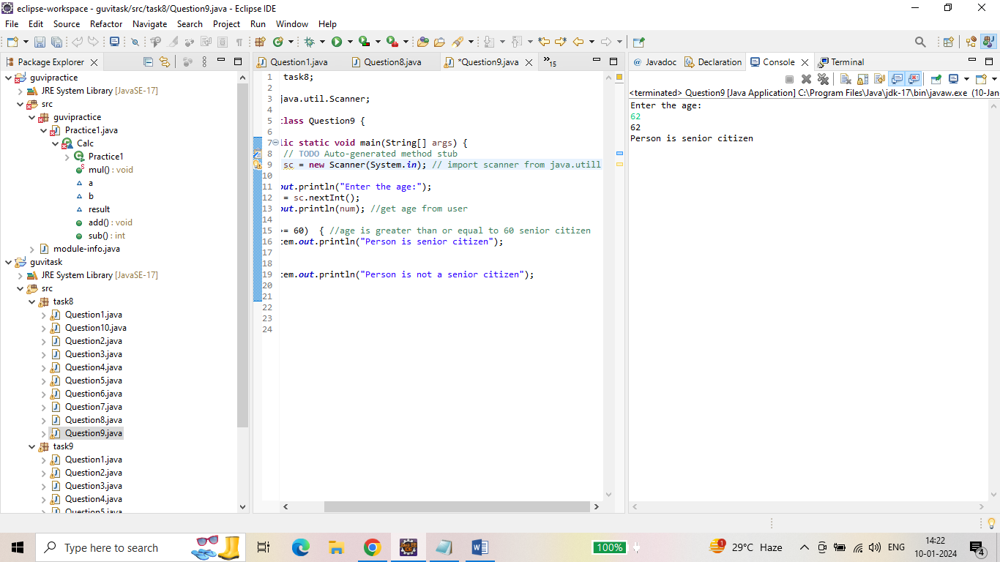 eclipse-workspace - guvitask/src/task8/Question9.java - Eclipse IDE
File Edit Source Refactor Navigate Search Project Run Window Help
Package Explorer
guvipractice
JRE System Library [JavaSE-17]
src
guvipractice
Practice1.java
Calc
Practice1
mul() : void
a
b
result
add() : void
sub() : int
module-info.java
guvitask
JRE System Library [JavaSE-17]
src
task8
Question1.java
Question10.java
Question2.java
Question3.java
Question4.java
Question5.java
Question6.java
Question7.java
Question8.java
Question9.java
task9
Question1.java
Question2.java
Question3.java
Question4.java
Question5.java
Question1.java Question8.java *Question9.java »15
1 task8;
2
3 java.util.Scanner;
4
5 class Question9 {
6
7 lic static void main(String[] args) {
8 // TODO Auto-generated method stub
9 sc = new Scanner(System.in); // import scanner from java.utill
10
11 out.println("Enter the age:");
12 = sc.nextInt();
13 out.println(num); //get age from user
14
15 >= 60) { //age is greater than or equal to 60 senior citizen
16 tem.out.println("Person is senior citizen");
17
18
19 tem.out.println("Person is not a senior citizen");
20
21
22
23
24
@ Javadoc Declaration Console Terminal
<terminated> Question9 [Java Application] C:\Program Files\Java\jdk-17\bin\javaw.exe (10-Jan
Enter the age:
62
62
Person is senior citizen
Type here to search
100%
1
29°C Haze
ENG
14:22
10-01-2024
4